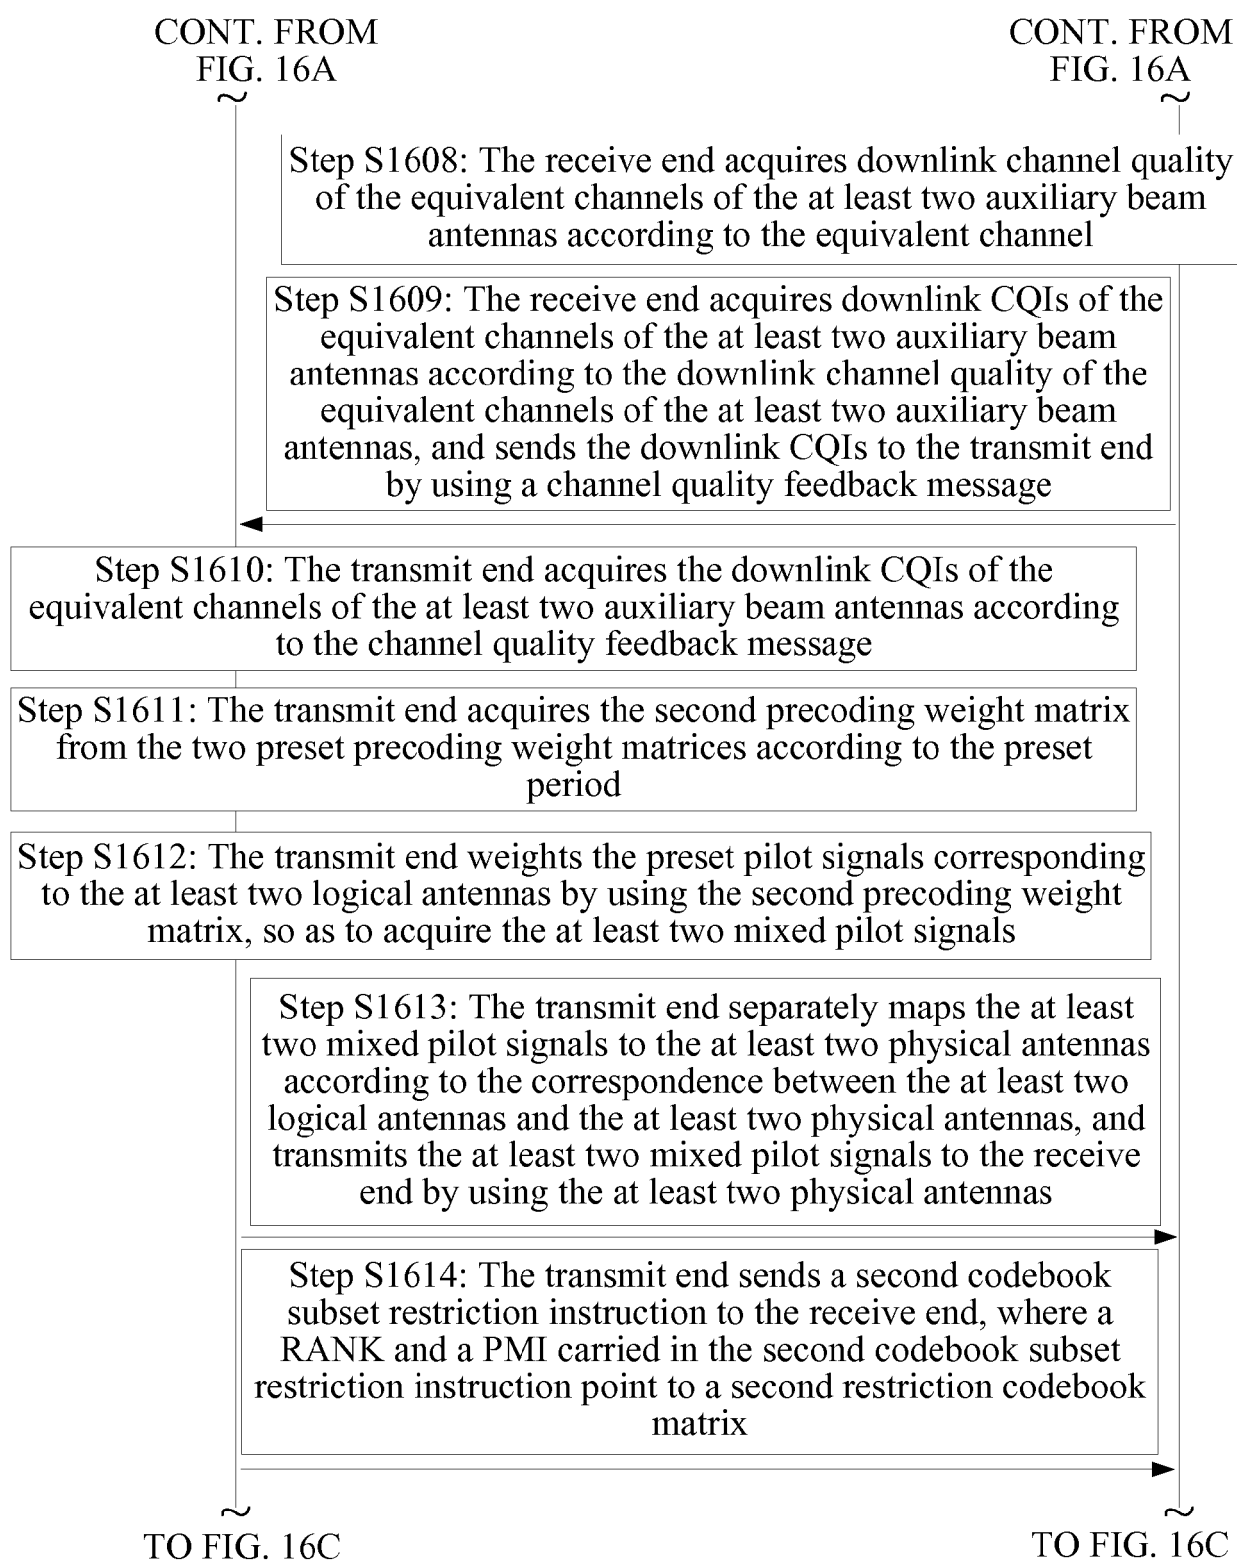 CONT. FROM
FIG. 16A
CONT. FROM
FIG. 16A
Step S1608: The receive end acquires downlink channel quality
of the equivalent channels of the at least two auxiliary beam
antennas according to the equivalent channel
Step S1609: The receive end acquires downlink CQIs of the
equivalent channels of the at least two auxiliary beam
antennas according to the downlink channel quality of the
equivalent channels of the at least two auxiliary beam
antennas, and sends the downlink CQIs to the transmit end
by using a channel quality feedback message
Step S1610: The transmit end acquires the downlink CQIs of the
equivalent channels of the at least two auxiliary beam antennas according
to the channel quality feedback message
Step S1611: The transmit end acquires the second precoding weight matrix
from the two preset precoding weight matrices according to the preset
period
Step S1612: The transmit end weights the preset pilot signals corresponding
to the at least two logical antennas by using the second precoding weight
matrix, so as to acquire the at least two mixed pilot signals
Step S1613: The transmit end separately maps the at least
two mixed pilot signals to the at least two physical antennas
according to the correspondence between the at least two
logical antennas and the at least two physical antennas, and
transmits the at least two mixed pilot signals to the receive
end by using the at least two physical antennas
Step S1614: The transmit end sends a second codebook
subset restriction instruction to the receive end, where a
RANK and a PMI carried in the second codebook subset
restriction instruction point to a second restriction codebook
matrix
TO FIG. 16C
TO FIG. 16C